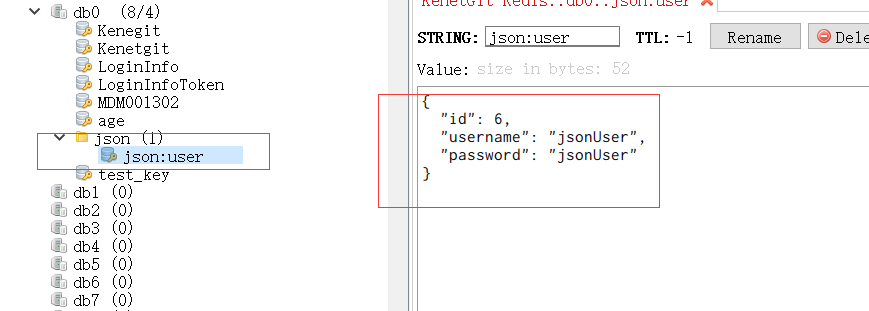 db0 (8/4)
Kenegit
Kenetgit
LoginInfo
LoginInfoToken
MDM001302
age
json (1)
json:user
test_key
db1 (0)
db2 (0)
db3 (0)
db4 (0)
db5 (0)
db6 (0)
db7 (0)
KenetGit Redis::db0::json:user
STRING: json:user TTL: -1 Rename Dele
Value: size in bytes: 52
{
"id": 6,
"username": "jsonUser",
"password": "jsonUser"
}